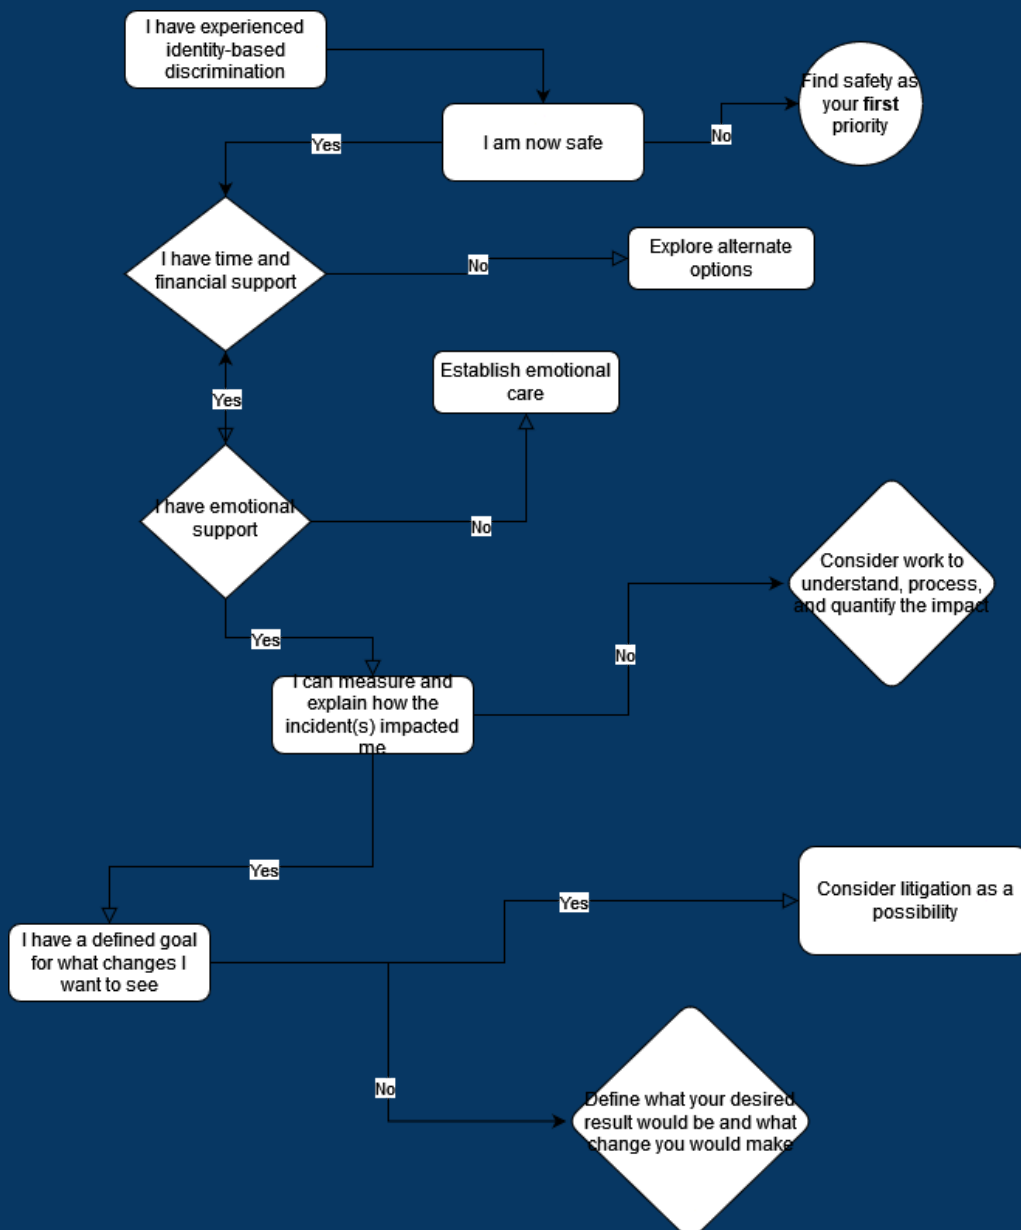 I have experienced
identity-based
discrimination
Find safety as
your first
priority
I am now safe
No
Yes
I have time and
financial support
No
Explore alternate
options
Establish emotional
care
Yes
I have emotional
support
No
Consider work to
understand, process,
and quantify the impact
Yes
No
I can measure and
explain how the
incident(s) impacted
me
Yes
Consider litigation as a
possibility
Yes
I have a defined goal
for what changes I
want to see
No
Define what your desired
result would be and what
change you would make